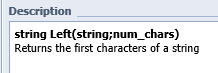 Description
string Left(string;num_chars)
Returns the first characters of a string